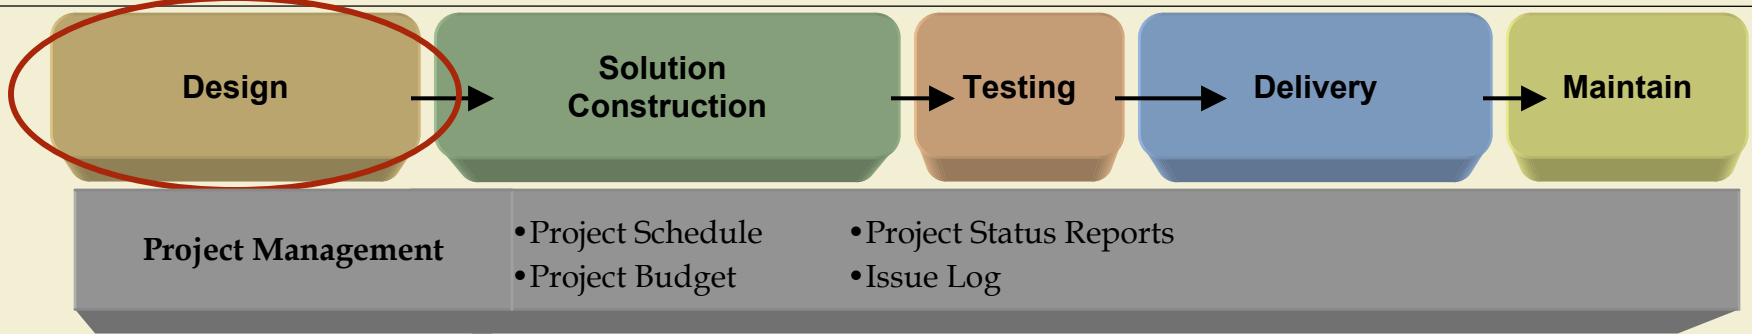 Design
Solution
Construction
Testing
Delivery
Maintain
Project Management
•Project Schedule
•Project Budget
•Project Status Reports
•Issue Log